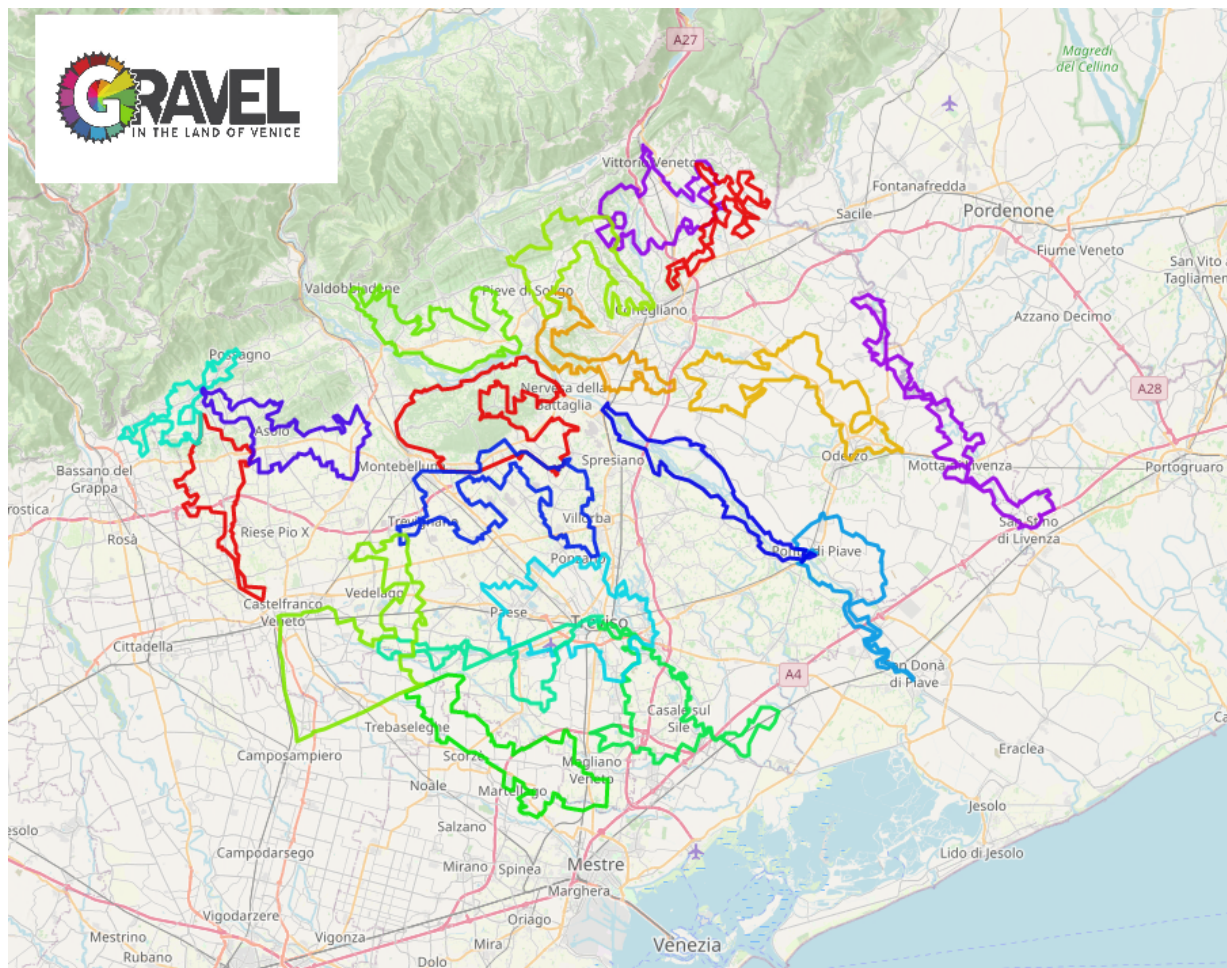 GRAVEL
IN THE LAND OF VENICE
A27
Magredi
del Cellina
Vittorio Veneto
Fontanafredda
Sacile
Pordenone
Fiume Veneto
San Vito a
Tagliamen
Valdobbiadene
Pieve di Soligo
Conegliano
Azzano Decimo
Possagno
Nervesa della
Battaglia
A28
Asolo
Bassano del
Grappa
Montebelluna
Spresiano
Oderzo
Motta di Livenza
Portogruaro
rostica
Rosà
Riese Pio X
Trevignano
Villorba
San Stino
di Livenza
Ponzano
Ponte di Piave
Castelfranco
Veneto
Vedelago
Paese
Treviso
Cittadella
A4
San Donà
di Piave
Trebaseleghe
Casale sul
Sile
Camposampiero
Scorzè
Mogliano
Veneto
Eraclea
Noale
Martellago
Jesolo
esolo
Salzano
Campodarsego
Mirano
Spinea
Mestre
Lido di Jesolo
Marghera
Vigodarzere
Oriago
Mestrino
Vigonza
Mira
Venezia
Rubano
Dolo